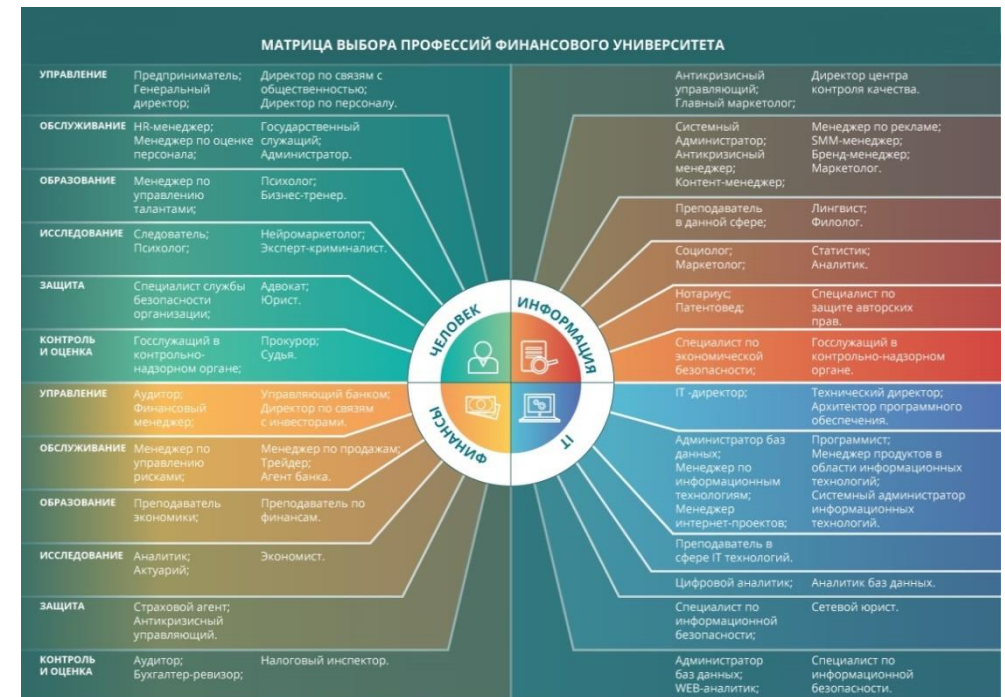 МАТРИЦА ВЫБОРА ПРОФЕССИЙ ФИНАНСОВОГО УНИВЕРСИТЕТА
УПРАВЛЕНИЕ
Предприниматель;
Генеральный
директор;
Директор по связям с
общественностью;
Директор по персоналу.
ОБСЛУЖИВАНИЕ
HR-менеджер;
Менеджер по оценке
персонала;
Государственный
служащий;
Администратор.
ОБРАЗОВАНИЕ
Менеджер по
управлению
талантами;
Психолог;
Бизнес-тренер.
ИССЛЕДОВАНИЕ
Следователь;
Психолог;
Нейромаркетолог;
Эксперт-криминалист.
ЗАЩИТА
Специалист службы
безопасности
организации;
Адвокат;
Юрист.
КОНТРОЛЬ
И ОЦЕНКА
Госслужащий в
контрольно-
надзорном органе;
Прокурор;
Судья.
УПРАВЛЕНИЕ
Аудитор;
Финансовый
менеджер;
Управляющий банком;
Директор по связям
с инвесторами.
ОБСЛУЖИВАНИЕ
Менеджер по
управлению
рисками;
Менеджер по продажам;
Трейдер;
Агент банка.
ОБРАЗОВАНИЕ
Преподаватель
экономики;
Преподаватель по
финансам.
ИССЛЕДОВАНИЕ
Аналитик;
Актуарий;
Экономист.
ЗАЩИТА
Страховой агент;
Антикризисный
управляющий.
КОНТРОЛЬ
И ОЦЕНКА
Аудитор;
Бухгалтер-ревизор;
Налоговый инспектор.
ЧЕЛОВЕК
ИНФОРМАЦИЯ
ФИНАНСЫ
IT
Антикризисный
управляющий;
Главный маркетолог;
Директор центра
контроля качества.
Системный
Администратор;
Антикризисный
менеджер;
Контент-менеджер;
Менеджер по рекламе;
SMM-менеджер;
Бренд-менеджер;
Маркетолог.
Преподаватель
в данной сфере;
Лингвист;
Филолог.
Социолог;
Маркетолог;
Статистик;
Аналитик.
Нотариус;
Патентовед;
Специалист по
защите авторских
прав.
Специалист по
экономической
безопасности;
Госслужащий в
контрольно-надзорном
органе.
IT -директор;
Технический директор;
Архитектор программного
обеспечения.
Администратор баз
данных;
Менеджер по
информационным
технологиям;
Менеджер
интернет-проектов;
Программист;
Менеджер продуктов в
области информационных
технологий;
Системный администратор
информационных
технологий.
Преподаватель в
сфере IT технологий.
Цифровой аналитик;
Аналитик баз данных.
Специалист по
информационной
безопасности;
Сетевой юрист.
Администратор
баз данных;
WEB-аналитик;
Специалист по
информационной
безопасности.